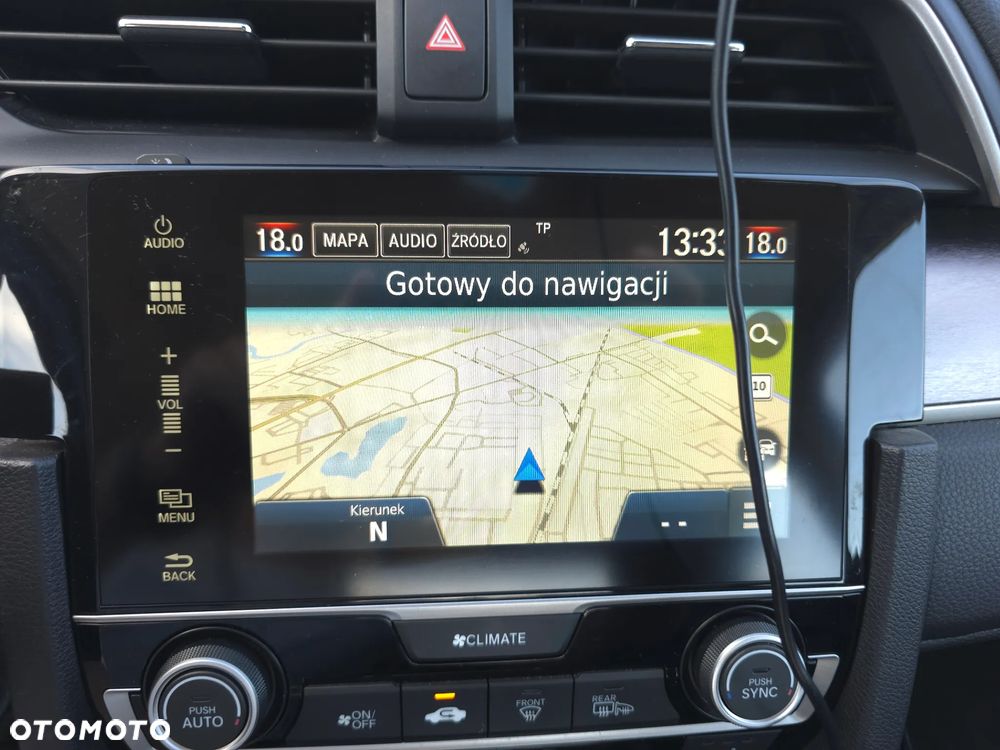 AUDIO
HOME
+
VOL
−
MENU
BACK
18.0 MAPA AUDIO ŹRÓDŁO TP 13:33 18.0
Gotowy do nawigacji
10
Kierunek
N
--
CLIMATE
PUSH
AUTO
ON/
OFF
FRONT
REAR
PUSH
SYNC
OTOMOTO